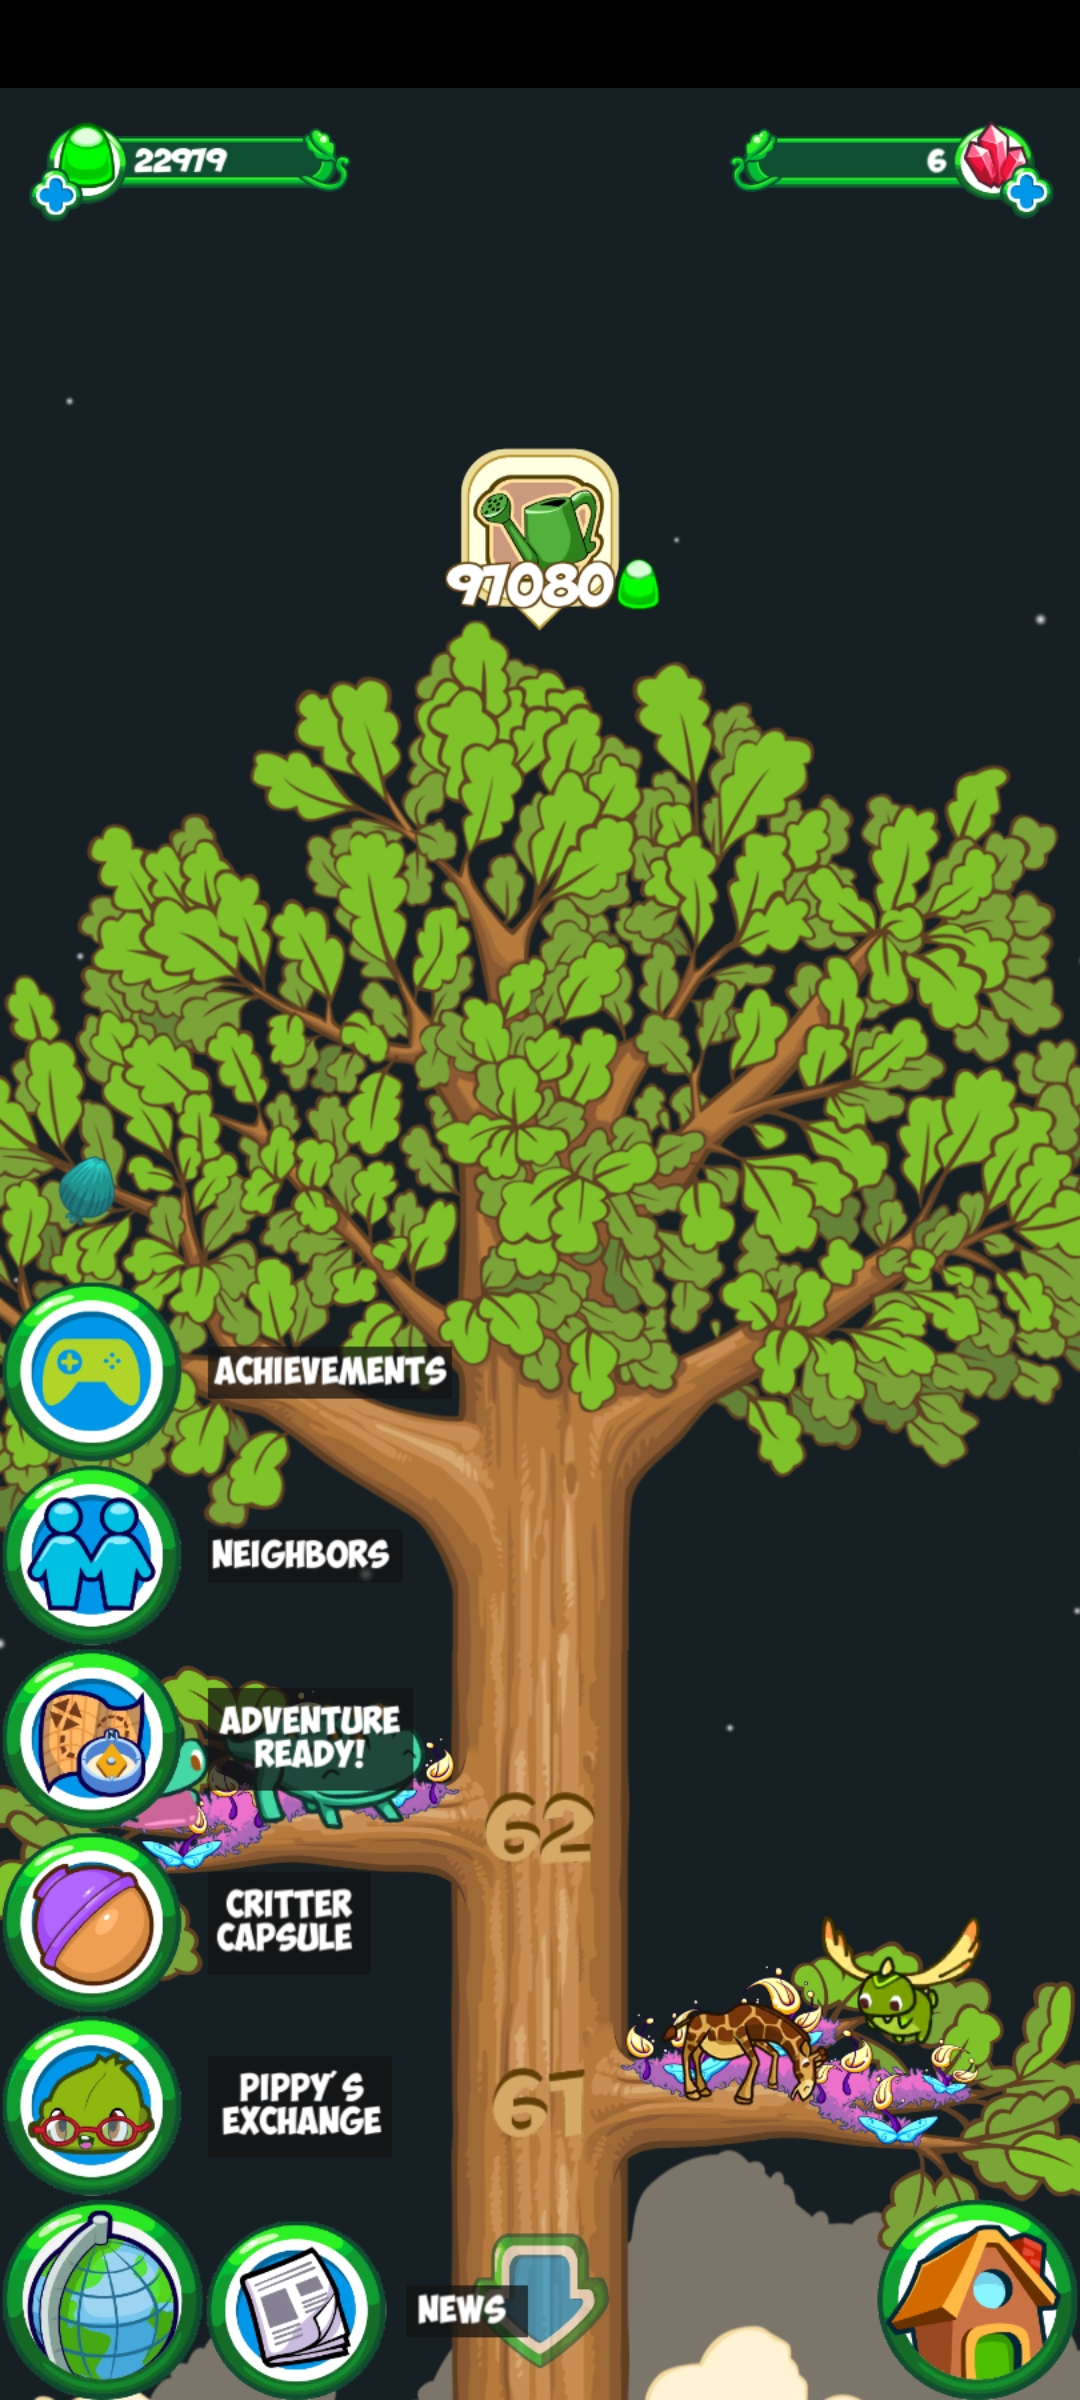 22979
6
97080
ACHIEVEMENTS
NEIGHBORS
ADVENTURE
READY!
62
CRITTER
CAPSULE
61
PIPPY'S
EXCHANGE
NEWS